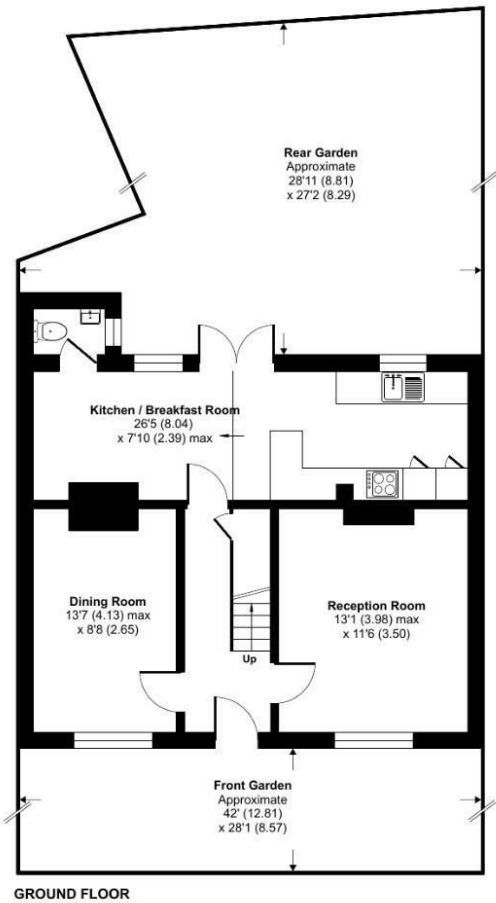 Rear Garden
Approximate
28'11 (8.81)
x 27'2 (8.29)
Kitchen / Breakfast Room
26'5 (8.04)
x 7'10 (2.39) max
Dining Room
13'7 (4.13) max
x 8'8 (2.65)
Reception Room
13'1 (3.98) max
x 11'6 (3.50)
Up
Front Garden
Approximate
42' (12.81)
x 28'1 (8.57)
GROUND FLOOR